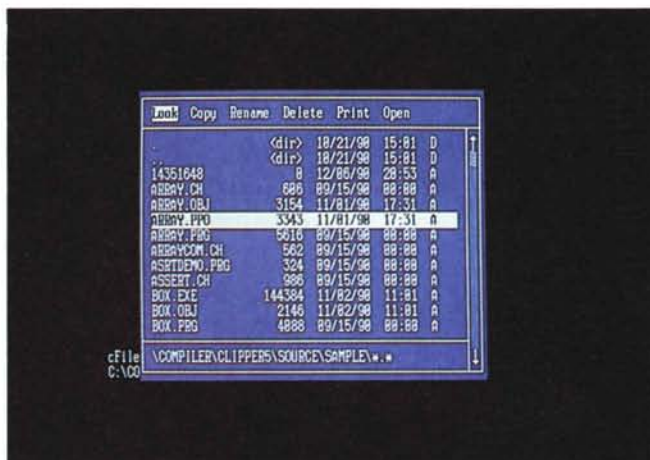 Look Copy Rename Delete Print Open
. <dir> 10/21/90 15:01 D
.. <dir> 10/21/90 15:01 D
14351648 0 12/06/90 20:53 A
ARRAY.CH 606 09/15/90 00:00 A
ARRAY.OBJ 3154 11/01/90 17:31 A
ARRAY.PPO 3343 11/01/90 17:31 A
ARRAY.PRG 5616 09/15/90 00:00 A
ARRAYCOM.CH 562 09/15/90 00:00 A
ASRTDEMO.PRG 324 09/15/90 00:00 A
ASSERT.CH 986 09/15/90 00:00 A
BOX.EXE 144384 11/02/90 11:01 A
BOX.OBJ 2146 11/02/90 11:01 A
BOX.PRG 4088 09/15/90 00:00 A
cFile \COMPILER\CLIPPER5\SOURCE\SAMPLE\*.*
C:\CO